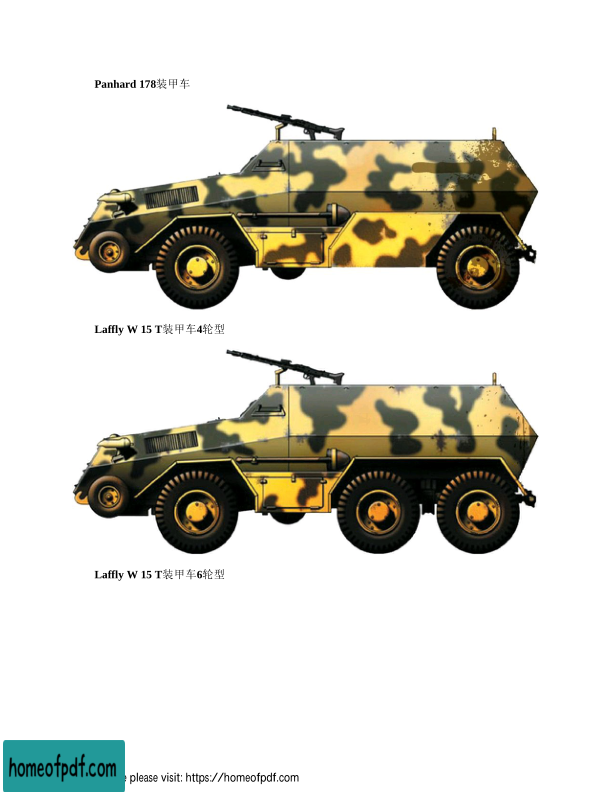 Panhard 178装甲车
Laffly W 15 T装甲车4轮型
Laffly W 15 T装甲车6轮型
homeofpdf.com
please visit: https://homeofpdf.com